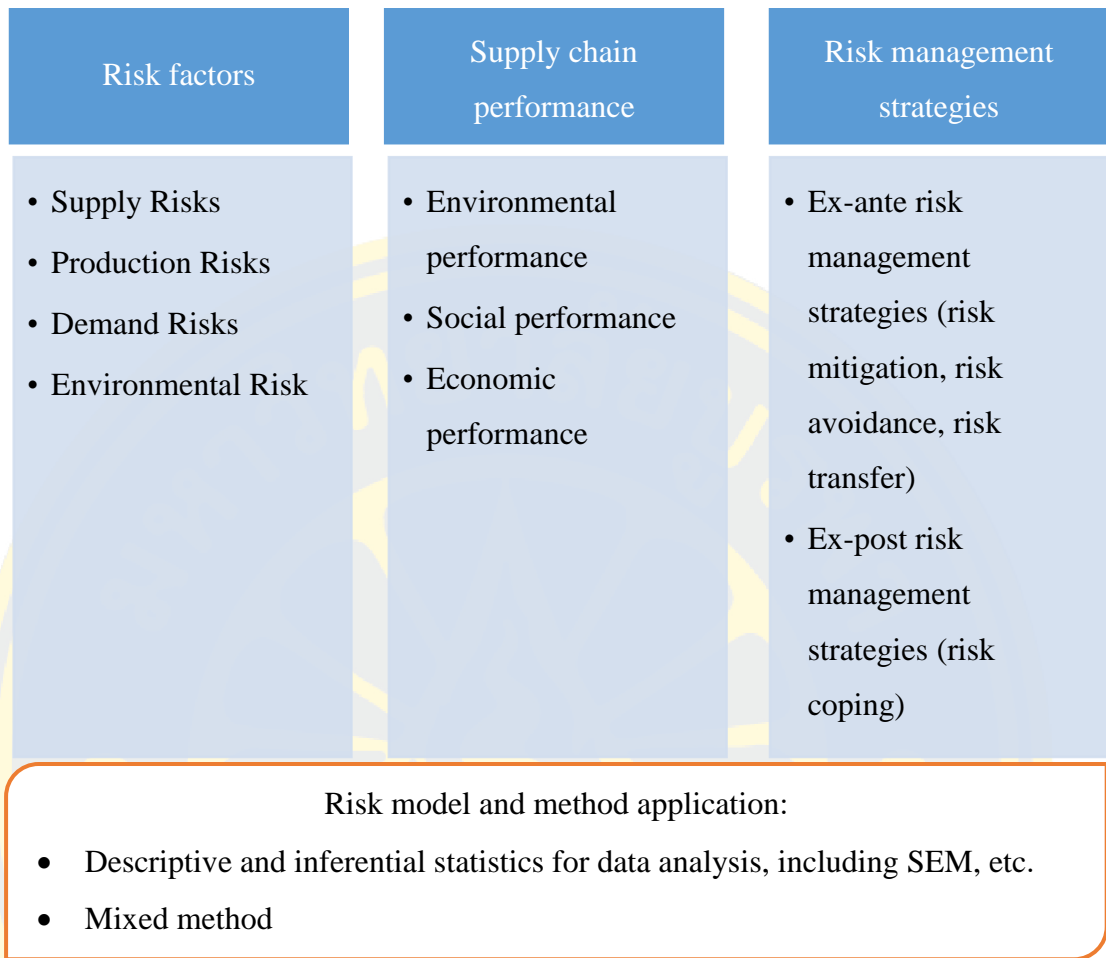 Risk factors
Supply chain
performance
Risk management
strategies
• Supply Risks
• Production Risks
• Demand Risks
• Environmental Risk
• Environmental
performance
• Social performance
• Economic
performance
• Ex-ante risk
management
strategies (risk
mitigation, risk
avoidance, risk
transfer)
• Ex-post risk
management
strategies (risk
coping)
Risk model and method application:
• Descriptive and inferential statistics for data analysis, including SEM, etc.
• Mixed method